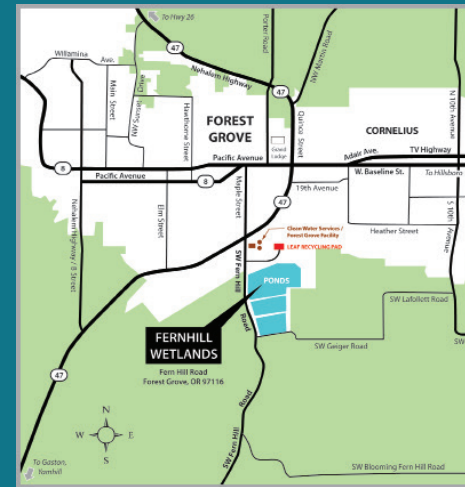 To Hwy 26
47
Porter Road
NW Martin Road
Willamina
Ave.
Nehalem Highway
Main Street
Drive
Hawthorne Street
47
FOREST
GROVE
Grand
Lodge
Quince Street
CORNELIUS
N 10th Avenue
Adair Ave.
TV Highway
8
Pacific Avenue
Pacific Avenue
8
W. Baseline St.
To Hillsboro
19th Avenue
Maple Street
47
Elm Street
Heather Street
S 10th
Avenue
Nehalem Highway / B Street
Clean Water Services /
Forest Grove Facility
LEAF RECYCLING PAD
SW Fern Hill
Road
PONDS
SW Lafollett Road
FERNHILL
WETLANDS
SW Geiger Road
SW
Fern Hill Road
Forest Grove, OR 97116
47
N
W
E
S
SW Fern Hill
Road
To Gaston,
Yamhill
SW Blooming Fern Hill Road